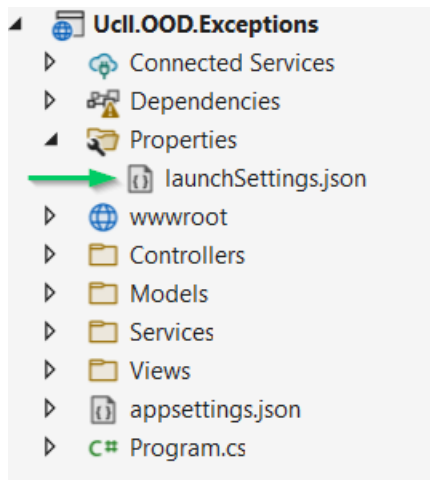 Ucll.OOD.Exceptions
Connected Services
Dependencies
Properties
launchSettings.json
wwwroot
Controllers
Models
Services
Views
appsettings.json
C# Program.cs